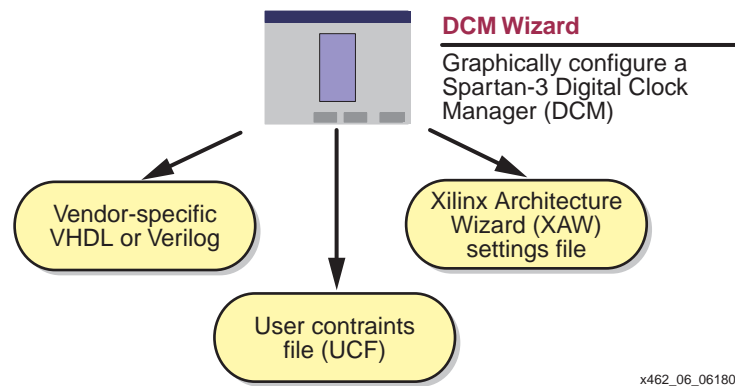 DCM Wizard
Graphically configure a
Spartan-3 Digital Clock
Manager (DCM)
Vendor-specific
VHDL or Verilog
Xilinx Architecture
Wizard (XAW)
settings file
User contraints
file (UCF)
x462_06_06180